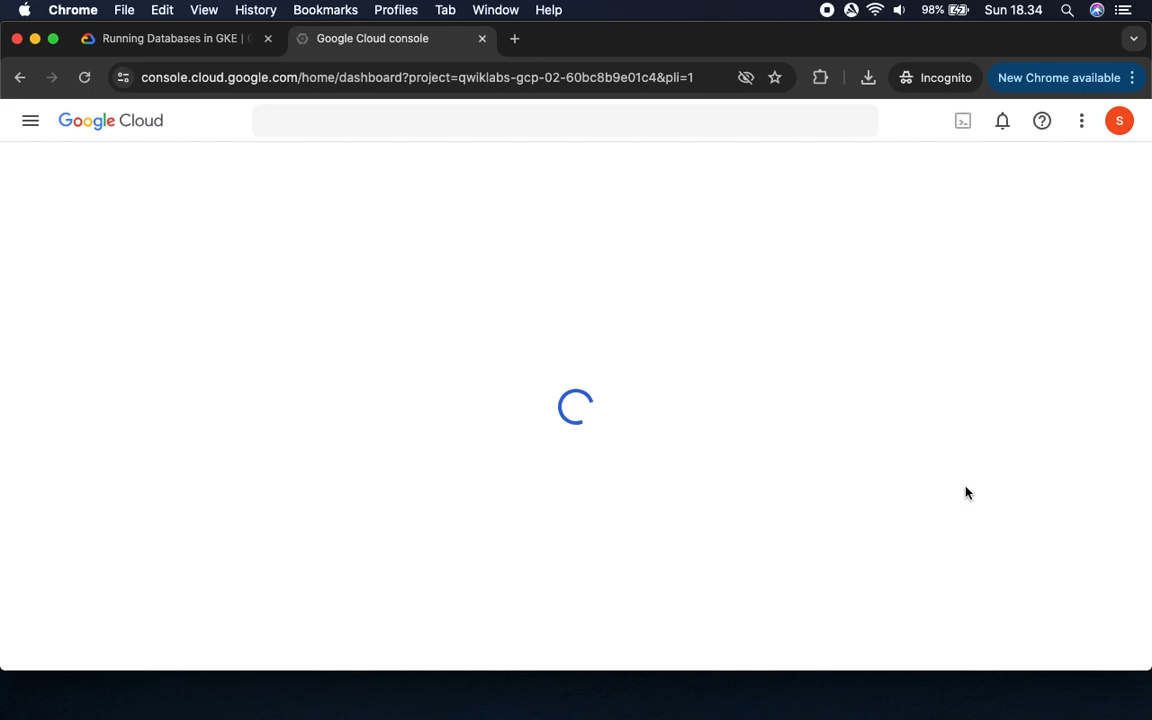 Chrome File Edit View History Bookmarks Profiles Tab Window Help 98% Sun 18.34
Running Databases in GKE | Google Cloud console
console.cloud.google.com/home/dashboard?project=qwiklabs-gcp-02-60bc8b9e01c4&pli=1 Incognito New Chrome available
Google Cloud S